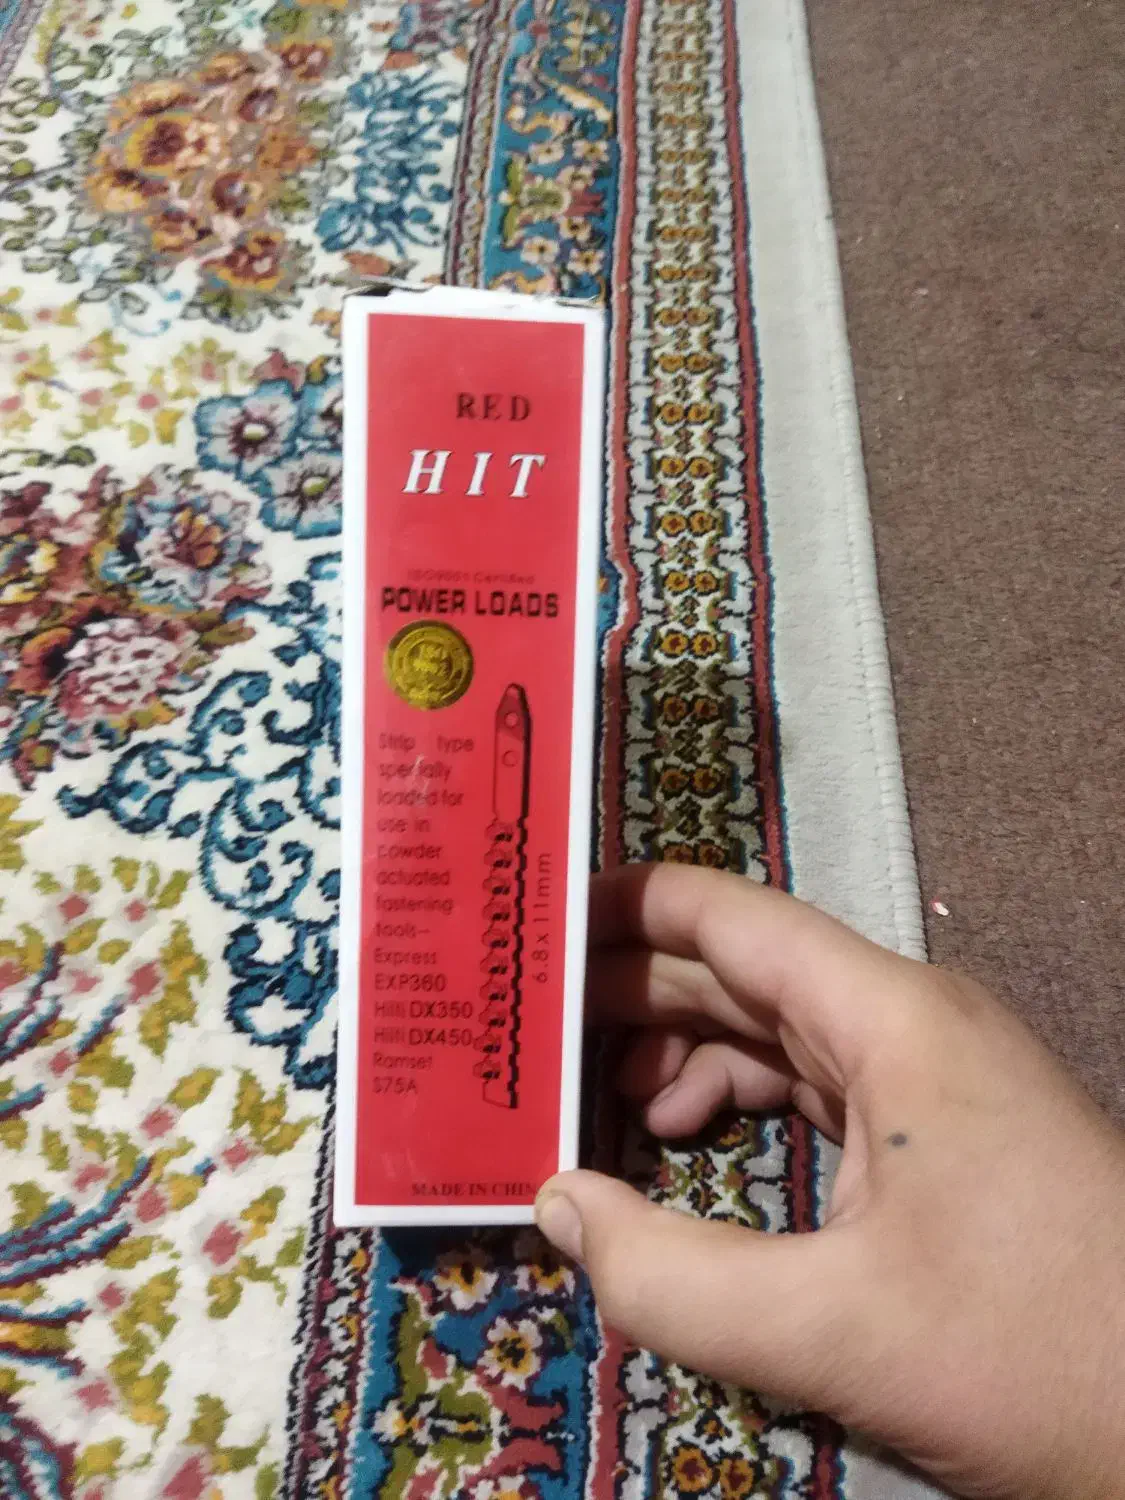 RED
HIT
ISO9001 Certified
POWER LOADS
Strip type
specially
loaded for
use in
powder
actuated
fastening
tools-
Express
EXP360
Hilti DX350
Hilti DX450
Ramset
S75A
6.8x11mm
MADE IN CHIN